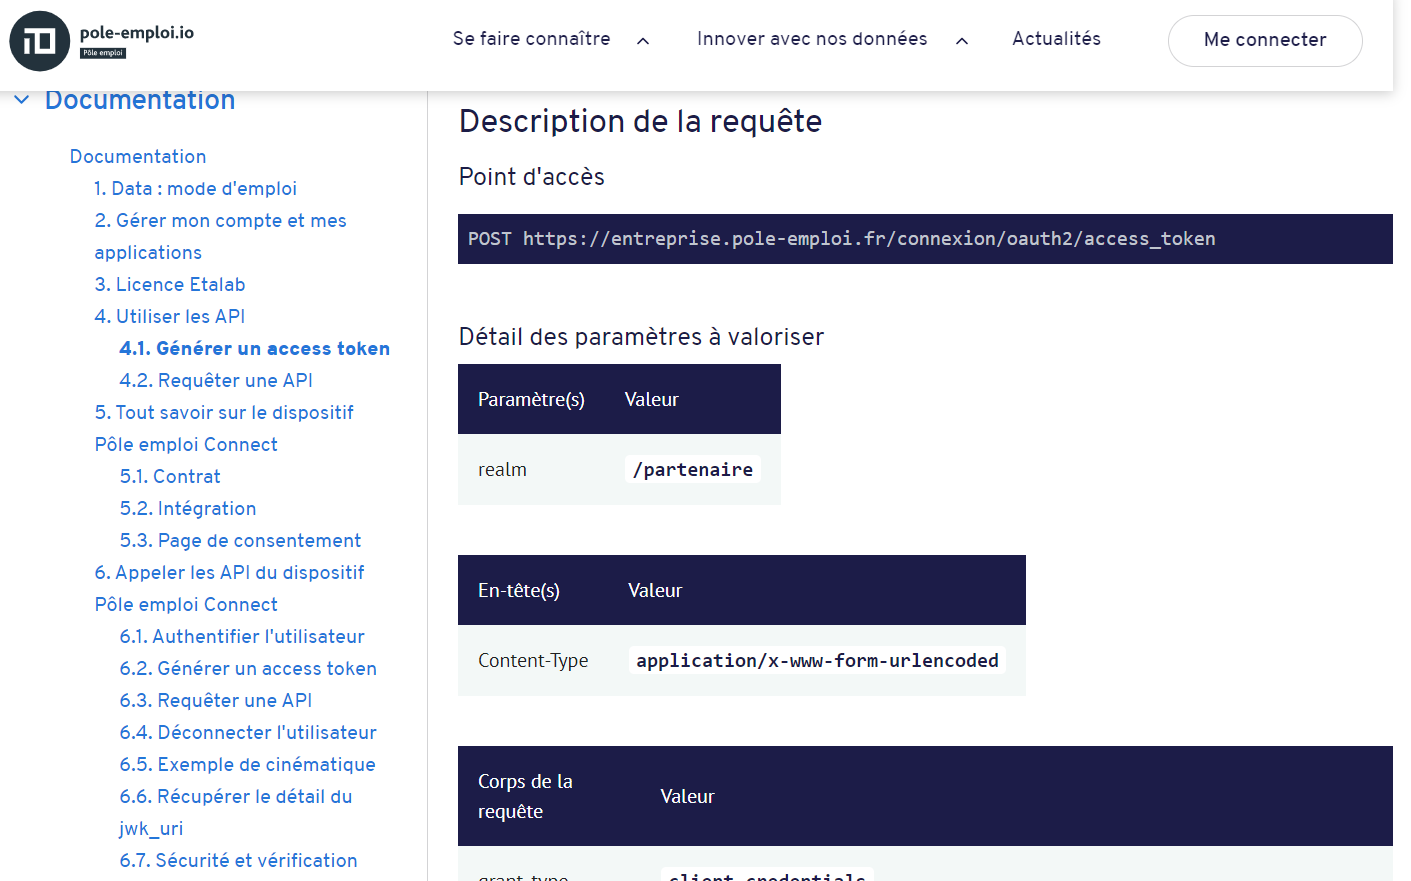 pole-emploi.io
Pôle emploi
Se faire connaître
Innover avec nos données
Actualités
Me connecter
Documentation
Documentation
1. Data : mode d'emploi
2. Gérer mon compte et mes
applications
3. Licence Etalab
4. Utiliser les API
4.1. Générer un access token
4.2. Requêter une API
5. Tout savoir sur le dispositif
Pôle emploi Connect
5.1. Contrat
5.2. Intégration
5.3. Page de consentement
6. Appeler les API du dispositif
Pôle emploi Connect
6.1. Authentifier l'utilisateur
6.2. Générer un access token
6.3. Requêter une API
6.4. Déconnecter l'utilisateur
6.5. Exemple de cinématique
6.6. Récupérer le détail du
jwk_uri
6.7. Sécurité et vérification
Description de la requête
Point d'accès
POST https://entreprise.pole-emploi.fr/connexion/oauth2/access_token
Détail des paramètres à valoriser
Paramètre(s) Valeur
realm /partenaire
En-tête(s) Valeur
Content-Type application/x-www-form-urlencoded
Corps de la
requête
Valeur
grant_type client_credentials